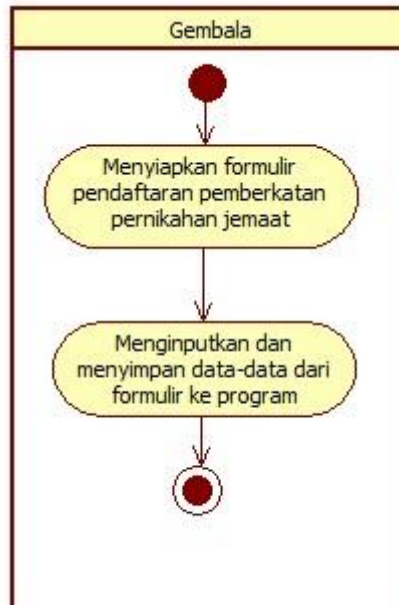 Gembala
Menyiapkan formulir
pendaftaran pemberkatan
pernikahan jemaat
Menginputkan dan
menyimpan data-data dari
formulir ke program